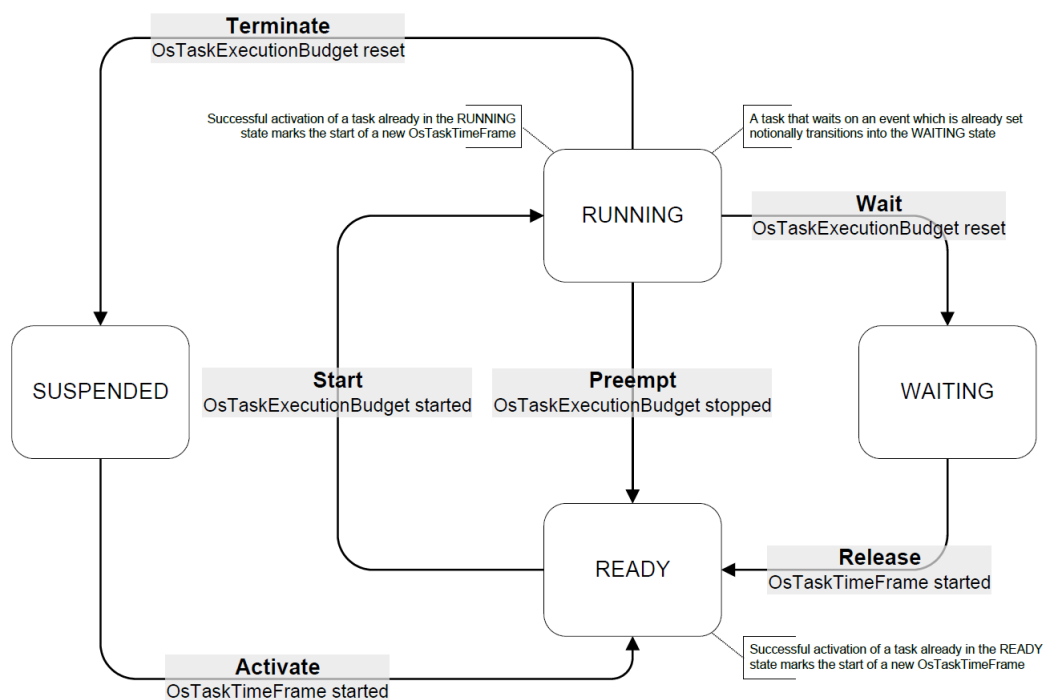 Terminate
OsTaskExecutionBudget reset
Successful activation of a task already in the RUNNING
state marks the start of a new OsTaskTimeFrame
A task that waits on an event which is already set
notionally transitions into the WAITING state
RUNNING
Wait
OsTaskExecutionBudget reset
SUSPENDED
Start
OsTaskExecutionBudget started
Preempt
OsTaskExecutionBudget stopped
WAITING
READY
Release
OsTaskTimeFrame started
Activate
OsTaskTimeFrame started
Successful activation of a task already in the READY
state marks the start of a new OsTaskTimeFrame